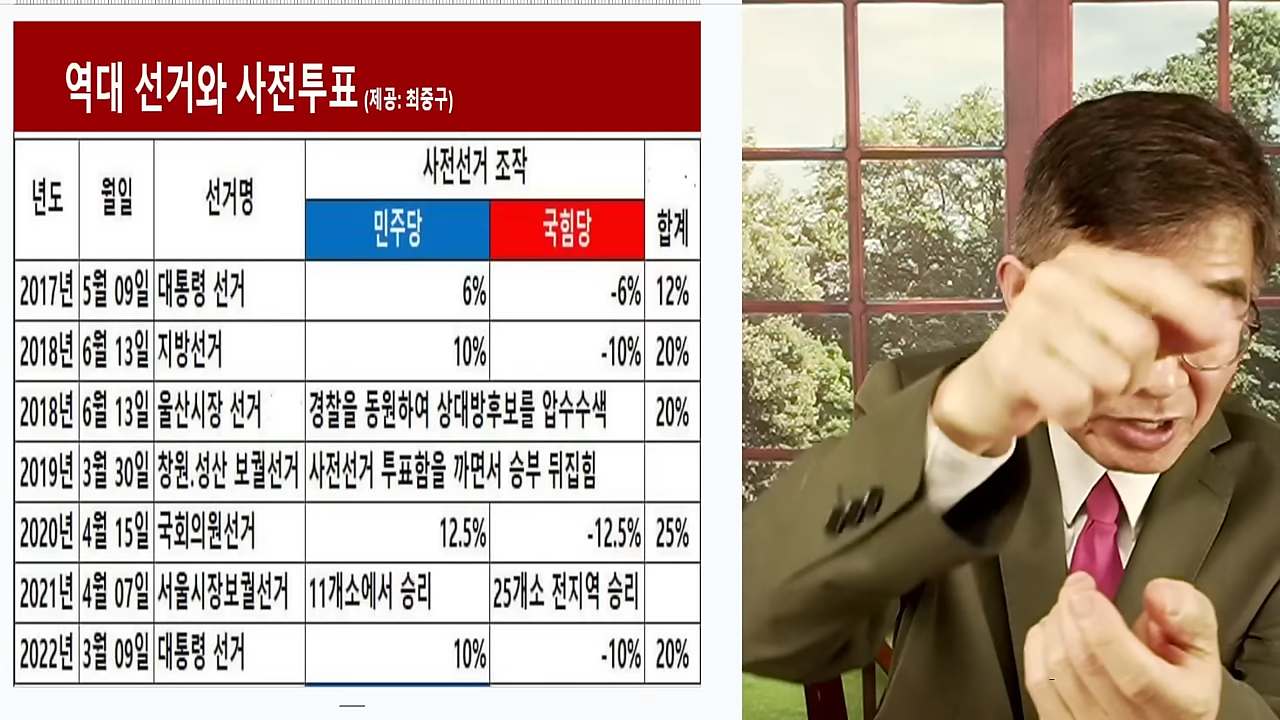 역대 선거와 사전투표 (제공: 최중구)
년도 월일 선거명 사전선거 조작 합계
민주당 국힘당
2017년 5월 09일 대통령 선거 6% -6% 12%
2018년 6월 13일 지방선거 10% -10% 20%
2018년 6월 13일 울산시장 선거 경찰을 동원하여 상대방후보를 압수수색 20%
2019년 3월 30일 창원.성산 보궐선거 사전선거 투표함을 까면서 승부 뒤집힘
2020년 4월 15일 국회의원선거 12.5% -12.5% 25%
2021년 4월 07일 서울시장보궐선거 11개소에서 승리 25개소 전지역 승리
2022년 3월 09일 대통령 선거 10% -10% 20%